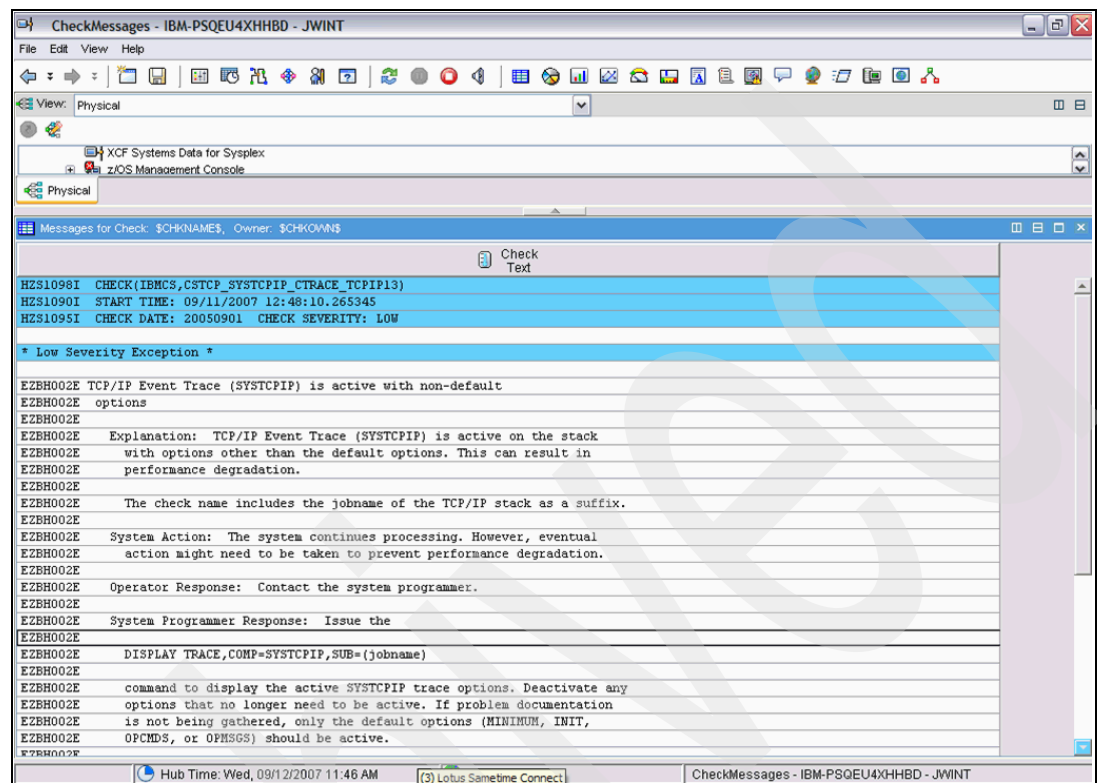 CheckMessages - IBM-PSQEU4XHHBD - JWINT
File Edit View Help
View: Physical
XCF Systems Data for Sysplex
z/OS Management Console
Physical
Messages for Check: $CHKNAME$, Owner: $CHKOWN$
Check
Text
HZS1098I CHECK(IBMCS,CSTCP_SYSTCPIP_CTRACE_TCPIP13)
HZS1090I START TIME: 09/11/2007 12:48:10.265345
HZS1095I CHECK DATE: 20050901 CHECK SEVERITY: LOW
* Low Severity Exception *
EZBH002E TCP/IP Event Trace (SYSTCPIP) is active with non-default
EZBH002E options
EZBH002E
EZBH002E Explanation: TCP/IP Event Trace (SYSTCPIP) is active on the stack
EZBH002E with options other than the default options. This can result in
EZBH002E performance degradation.
EZBH002E
EZBH002E The check name includes the jobname of the TCP/IP stack as a suffix.
EZBH002E
EZBH002E System Action: The system continues processing. However, eventual
EZBH002E action might need to be taken to prevent performance degradation.
EZBH002E
EZBH002E Operator Response: Contact the system programmer.
EZBH002E
EZBH002E System Programmer Response: Issue the
EZBH002E
EZBH002E DISPLAY TRACE,COMP=SYSTCPIP,SUB=(jobname)
EZBH002E
EZBH002E command to display the active SYSTCPIP trace options. Deactivate any
EZBH002E options that no longer need to be active. If problem documentation
EZBH002E is not being gathered, only the default options (MINIMUM, INIT,
EZBH002E OPCMDS, or OPMSGS) should be active.
EZBH002E
Hub Time: Wed, 09/12/2007 11:46 AM
(3) Lotus Sametime Connect
CheckMessages - IBM-PSQEU4XHHBD - JWINT